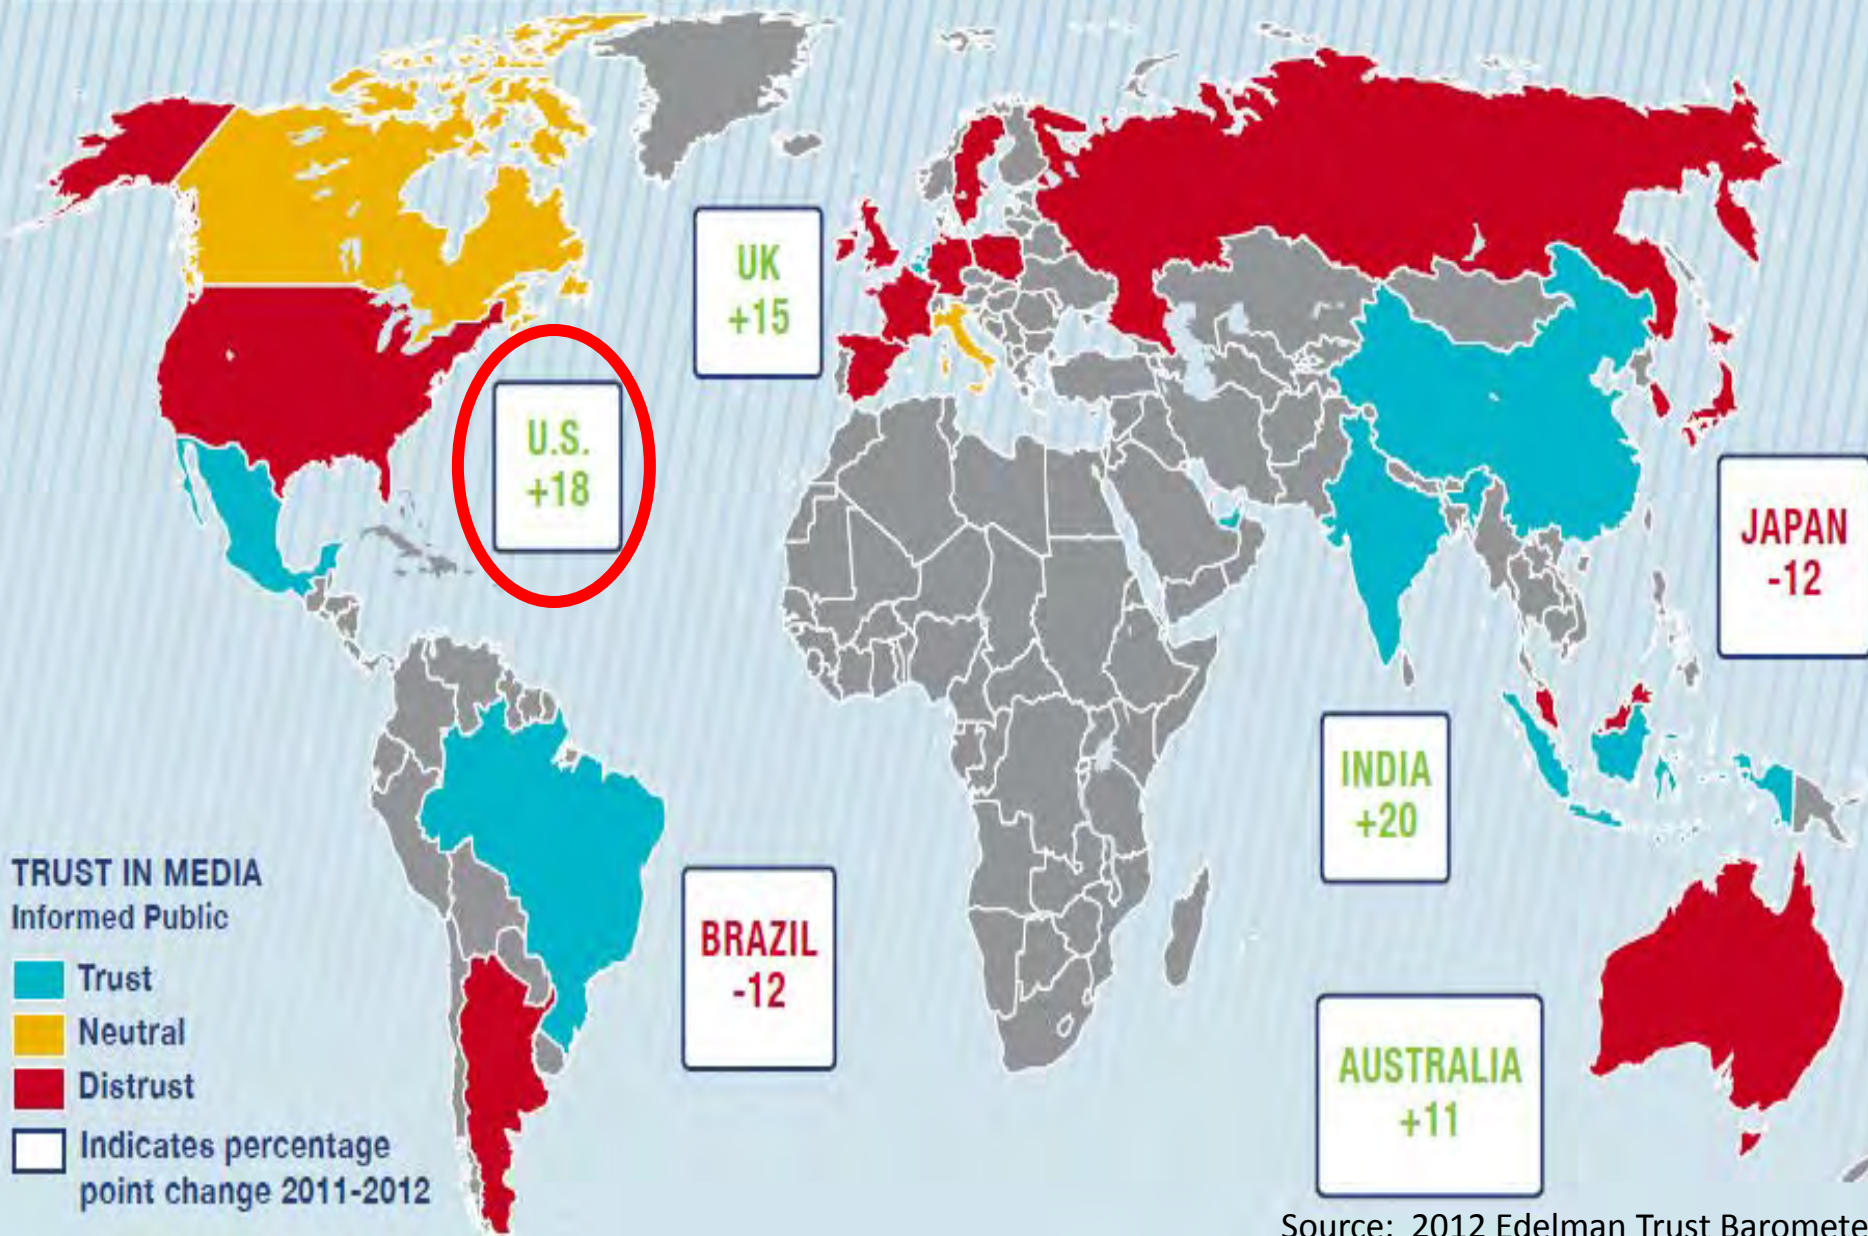 UK
+15
U.S.
+18
JAPAN
-12
INDIA
+20
BRAZIL
-12
AUSTRALIA
+11
TRUST IN MEDIA
Informed Public
Trust
Neutral
Distrust
Indicates percentage
point change 2011-2012
Source: 2012 Edelman Trust Baromete